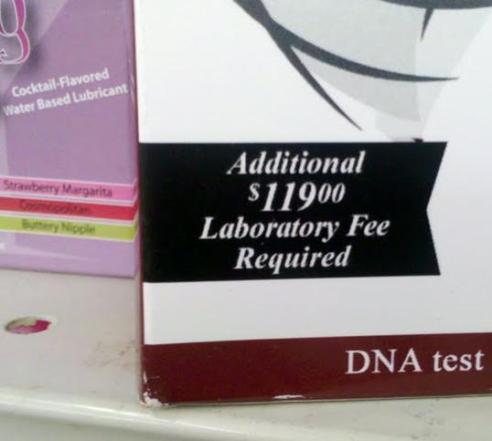 Cocktail-Flavored
Water Based Lubricant
Strawberry Margarita
Cosmopolitan
Buttery Nipple
Additional
$11900
Laboratory Fee
Required
DNA test